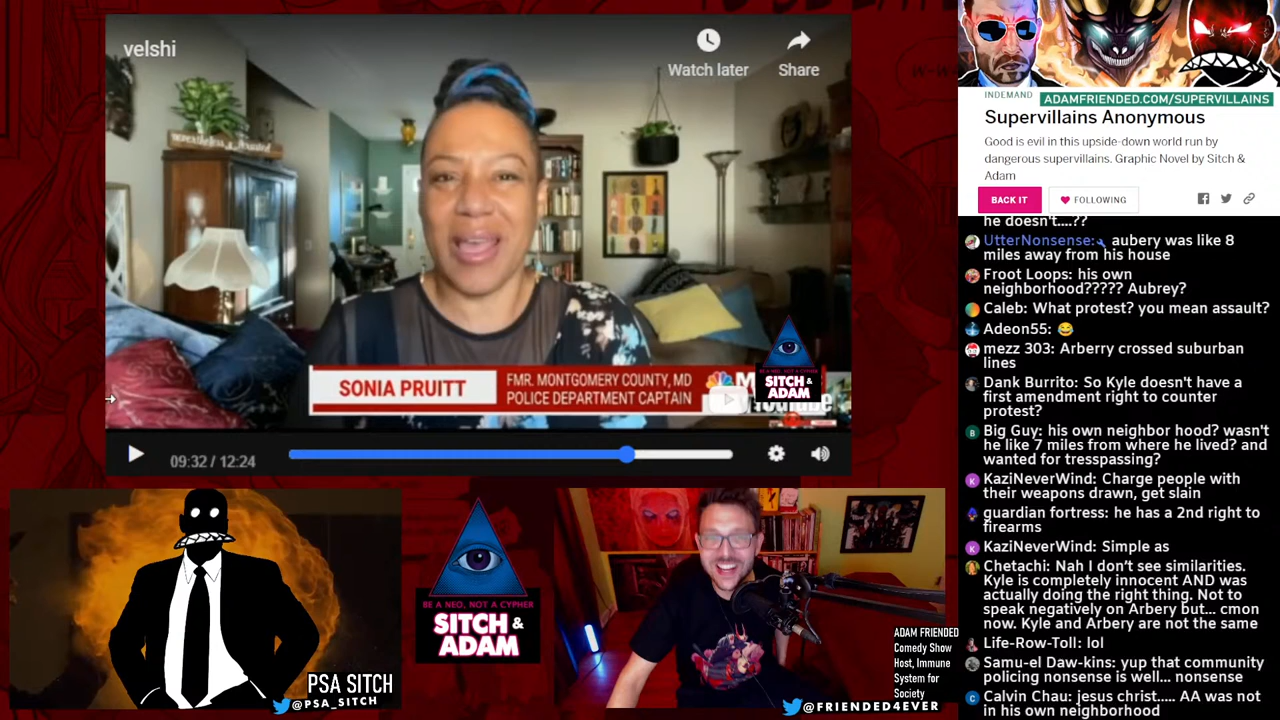 velshi
Watch later
Share
SONIA PRUITT
FMR. MONTGOMERY COUNTY, MD
POLICE DEPARTMENT CAPTAIN
BE A NEO, NOT A CYPHER
SITCH &
ADAM
09:32 / 12:24
PSA SITCH
@PSA_SITCH
BE A NEO, NOT A CYPHER
SITCH &
ADAM
ADAM FRIENDED
Comedy Show
Host, Immune
System for
Society
@FRIENDED4EVER
INDEMAND
ADAMFRIENDED.COM/SUPERVILLAINS
Supervillains Anonymous
Good is evil in this upside-down world run by
dangerous supervillains. Graphic Novel by Sitch &
Adam
BACK IT
FOLLOWING
he doesn't....??
UtterNonsense: aubery was like 8
miles away from his house
Froot Loops: his own
neighborhood????? Aubrey?
Caleb: What protest? you mean assault?
Adeon55: 😂
mezz 303: Arberry crossed suburban
lines
Dank Burrito: So Kyle doesn't have a
first amendment right to counter
protest?
Big Guy: his own neighbor hood? wasn't
he like 7 miles from where he lived? and
wanted for tresspassing?
KaziNeverWind: Charge people with
their weapons drawn, get slain
guardian fortress: he has a 2nd right to
firearms
KaziNeverWind: Simple as
Chetachi: Nah I don't see similarities.
Kyle is completely innocent AND was
actually doing the right thing. Not to
speak negatively on Arbery but... cmon
now. Kyle and Arbery are not the same
Life-Row-Toll: lol
Samu-el Daw-kins: yup that community
policing nonsense is well... nonsense
Calvin Chau: jesus christ..... AA was not
in his own neighborhood